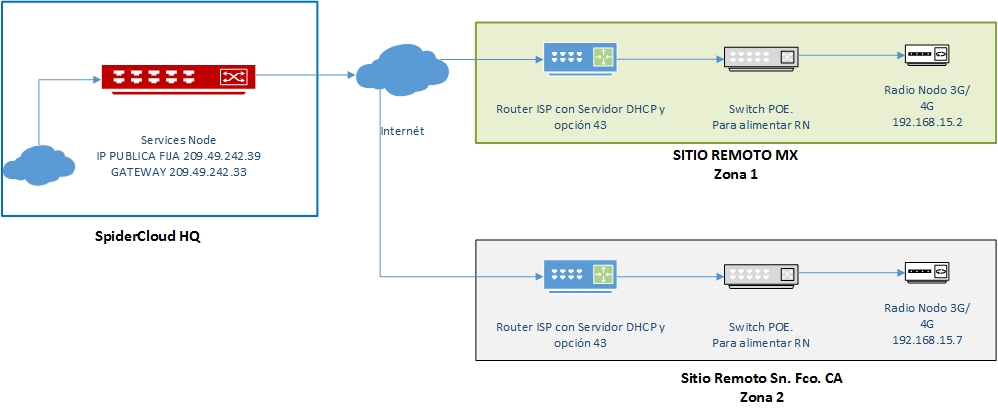 Services Node
IP PUBLICA FIJA 209.49.242.39
GATEWAY 209.49.242.33
SpiderCloud HQ
Internét
Router ISP con Servidor DHCP y
opción 43
Switch POE.
Para alimentar RN
Radio Nodo 3G/
4G
192.168.15.2
SITIO REMOTO MX
Zona 1
Router ISP con Servidor DHCP y
opción 43
Switch POE.
Para alimentar RN
Radio Nodo 3G/
4G
192.168.15.7
Sitio Remoto Sn. Fco. CA
Zona 2